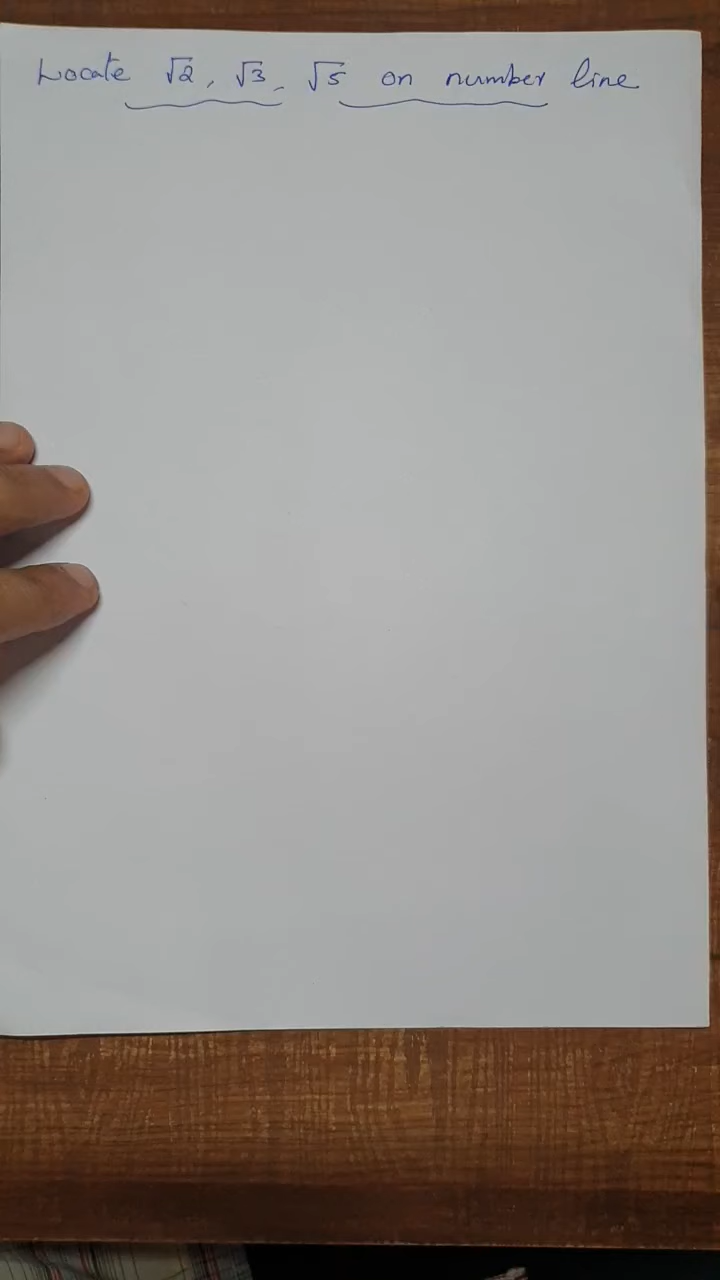 Locate √2, √3, √5 on number line